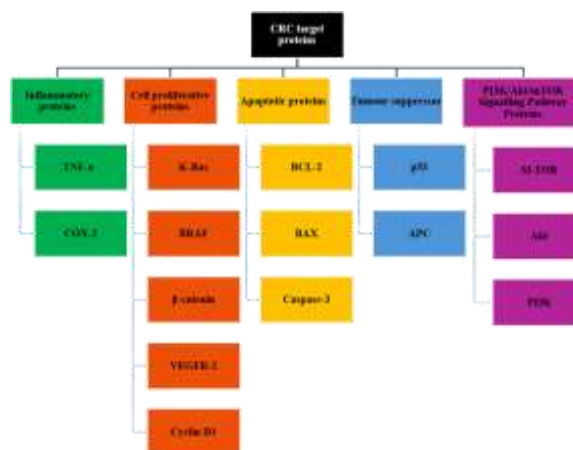 CRC target
proteins
Inflammatory
proteins
Cell proliferative
proteins
Apoptotic proteins
Tumour suppressor
PI3K/Akt/mTOR
Signalling Pathway
Proteins
TNF-α
K-Ras
BCL-2
p53
M-TOR
COX-2
BRAF
BAX
APC
Akt
β-catenin
Caspase-3
PI3K
VEGFR-2
Cyclin D1